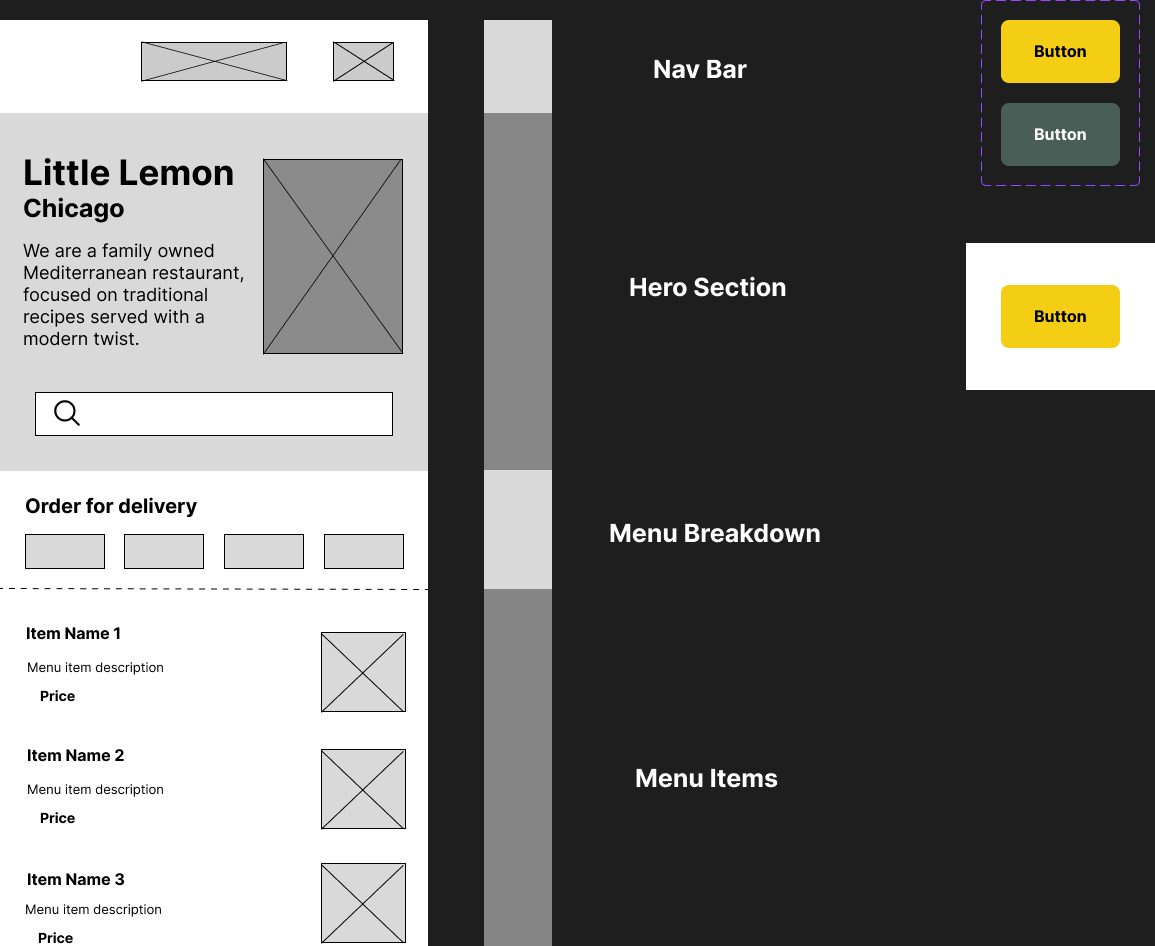 Little Lemon
Chicago
We are a family owned
Mediterranean restaurant,
focused on traditional
recipes served with a
modern twist.
Order for delivery
Item Name 1
Menu item description
Price
Item Name 2
Menu item description
Price
Item Name 3
Menu item description
Price
Nav Bar
Hero Section
Menu Breakdown
Menu Items
Button
Button
Button